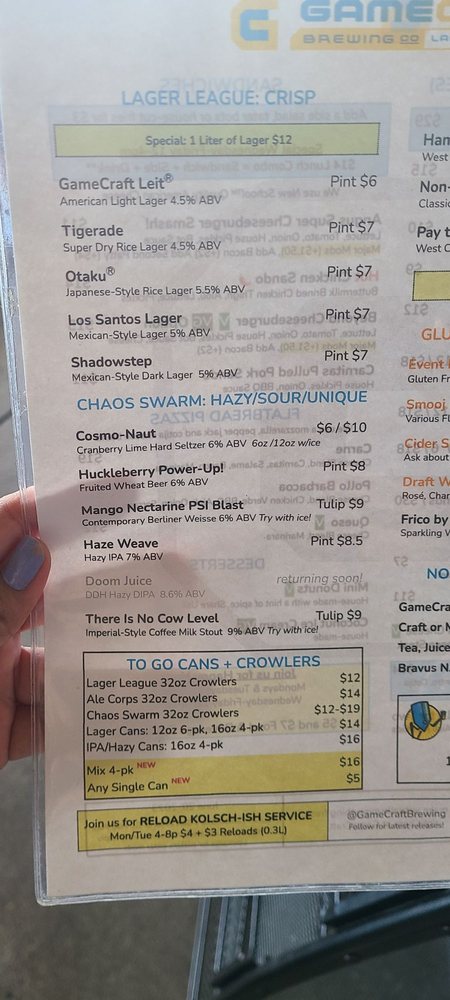 GAMEC
BREWING CO LA
LAGER LEAGUE: CRISP
Special: 1 Liter of Lager $12
GameCraft Leit® Pint $6
American Light Lager 4.5% ABV
Tigerade Pint $7
Super Dry Rice Lager 4.5% ABV
Otaku® Pint $7
Japanese-Style Rice Lager 5.5% ABV
Los Santos Lager Pint $7
Mexican-Style Lager 5% ABV
Shadowstep Pint $7
Mexican-Style Dark Lager 5% ABV
CHAOS SWARM: HAZY/SOUR/UNIQUE
Cosmo-Naut $6 / $10
Cranberry Lime Hard Seltzer 6% ABV 6oz /12oz w/ice
Huckleberry Power-Up! Pint $8
Fruited Wheat Beer 6% ABV
Mango Nectarine PSI Blast Tulip $9
Contemporary Berliner Weisse 6% ABV Try with ice!
Haze Weave Pint $8.5
Hazy IPA 7% ABV
Doom Juice returning soon!
DDH Hazy DIPA 8.6% ABV
There Is No Cow Level Tulip $9
Imperial-Style Coffee Milk Stout 9% ABV Try with ice!
TO GO CANS + CROWLERS
Lager League 32oz Crowlers $12
Ale Corps 32oz Crowlers $14
Chaos Swarm 32oz Crowlers $12-$19
Lager Cans: 12oz 6-pk, 16oz 4-pk $14
IPA/Hazy Cans: 16oz 4-pk $16
Mix 4-pk NEW $16
Any Single Can NEW $5
Join us for RELOAD KOLSCH-ISH SERVICE
Mon/Tue 4-8p $4 + $3 Reloads (0.3L)
@GameCraftBrewing
Follow for latest releases!
Ham
West
Non-
Classic
Pay t
West C
GLU
Event
Gluten Fr
Smooj
Various Fl
Cider S
Ask about
Draft W
Rosé, Char
Frico by
Sparkling W
NO
GameCra
Craft or M
Tea, Juice
Bravus N.
1